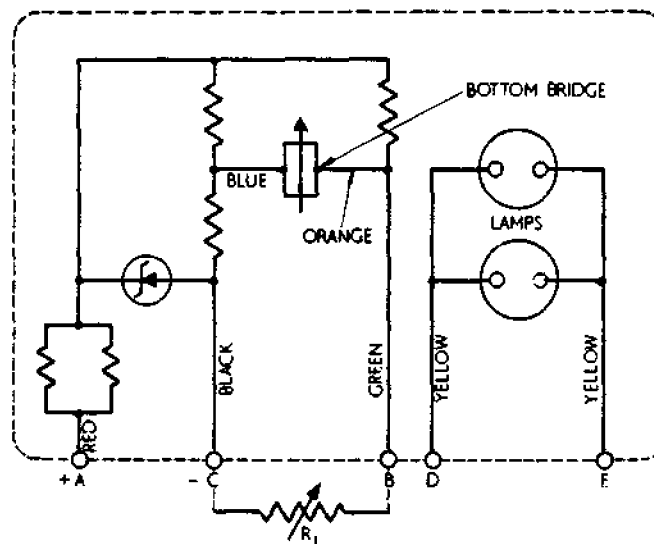 BOTTOM BRIDGE
BLUE
ORANGE
LAMPS
BLACK
GREEN
YELLOW
YELLOW
RED
+ A
- C
B
D
E
R1